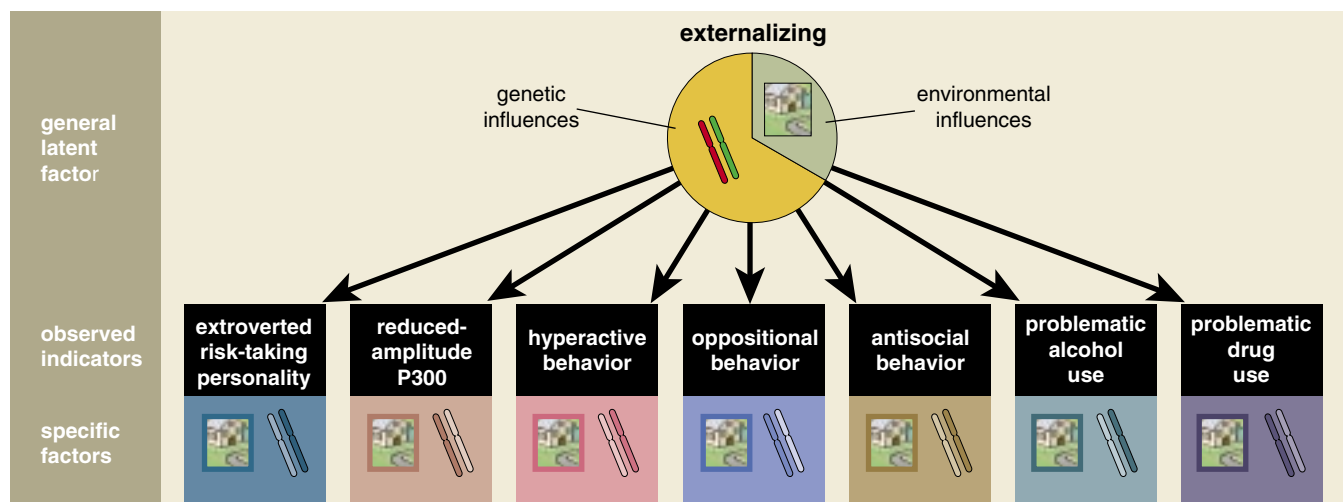 externalizing
genetic
influences
environmental
influences
general
latent
factor
observed
indicators
extroverted
risk-taking
personality
reduced-
amplitude
P300
hyperactive
behavior
oppositional
behavior
antisocial
behavior
problematic
alcohol
use
problematic
drug
use
specific
factors